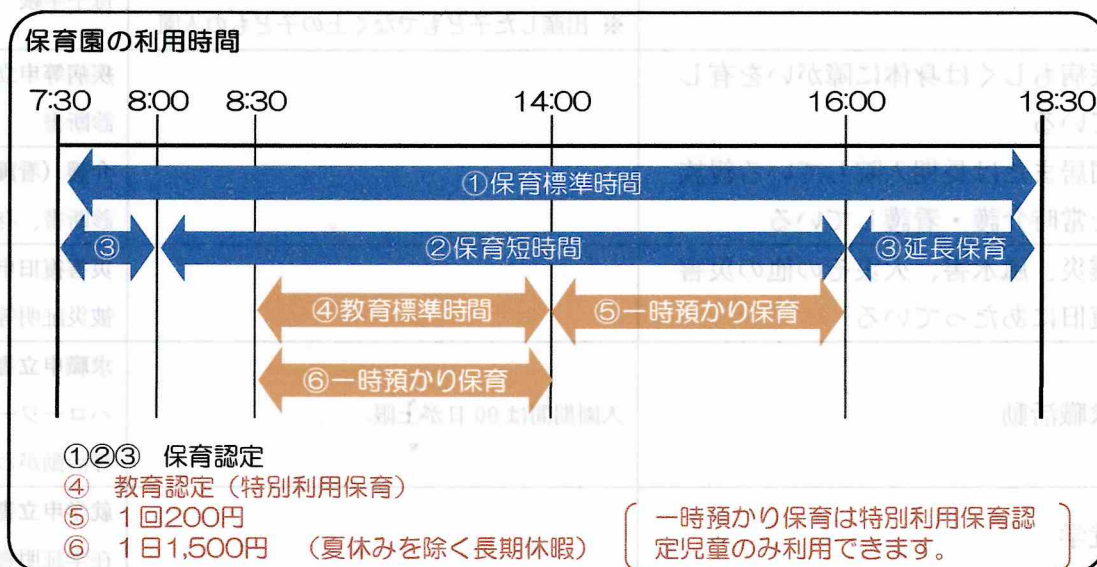 保育園の利用時間
7:30 8:00 8:30 14:00 16:00 18:30
①保育標準時間
③ ②保育短時間 ③延長保育
④教育標準時間 ⑤一時預かり保育
⑥一時預かり保育
①②③ 保育認定
④ 教育認定（特別利用保育）
⑤ 1回200円
⑥ 1日1,500円 （夏休みを除く長期休暇）
一時預かり保育は特別利用保育認
定児童のみ利用できます。